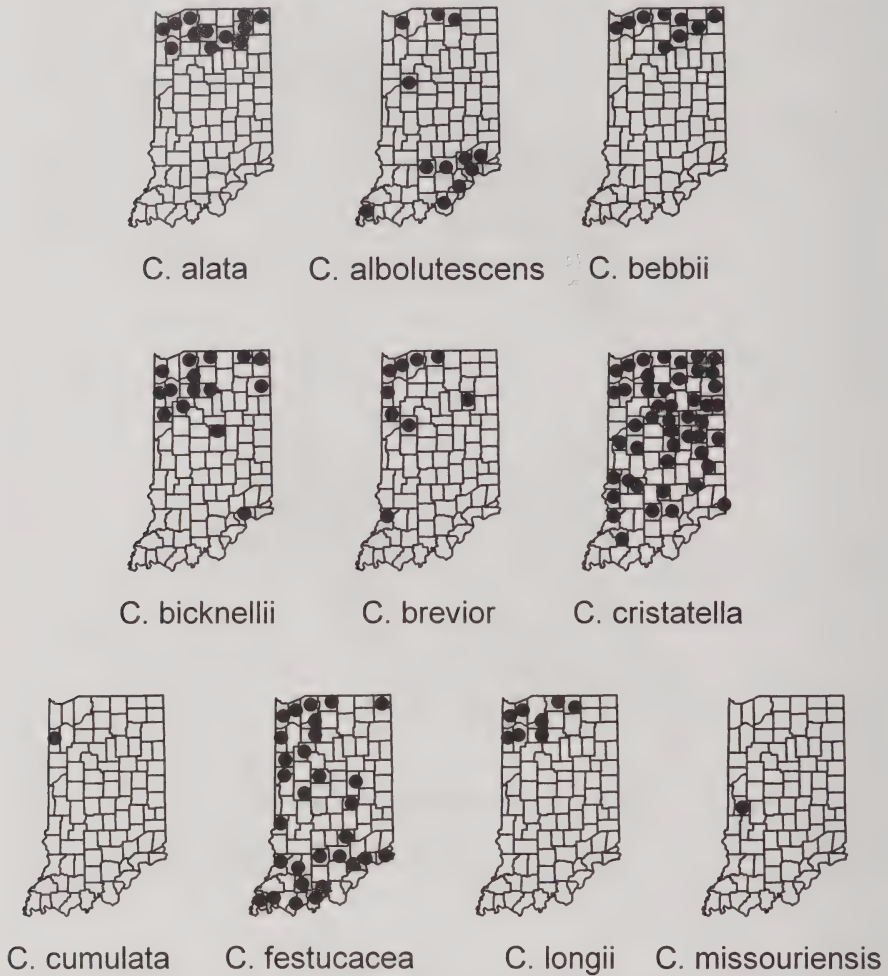 C. alata C. albolutescens C. bebbii
C. bicknellii C. brevior C. cristatella
C. cumulata C. festucacea C. longii C. missouriensis